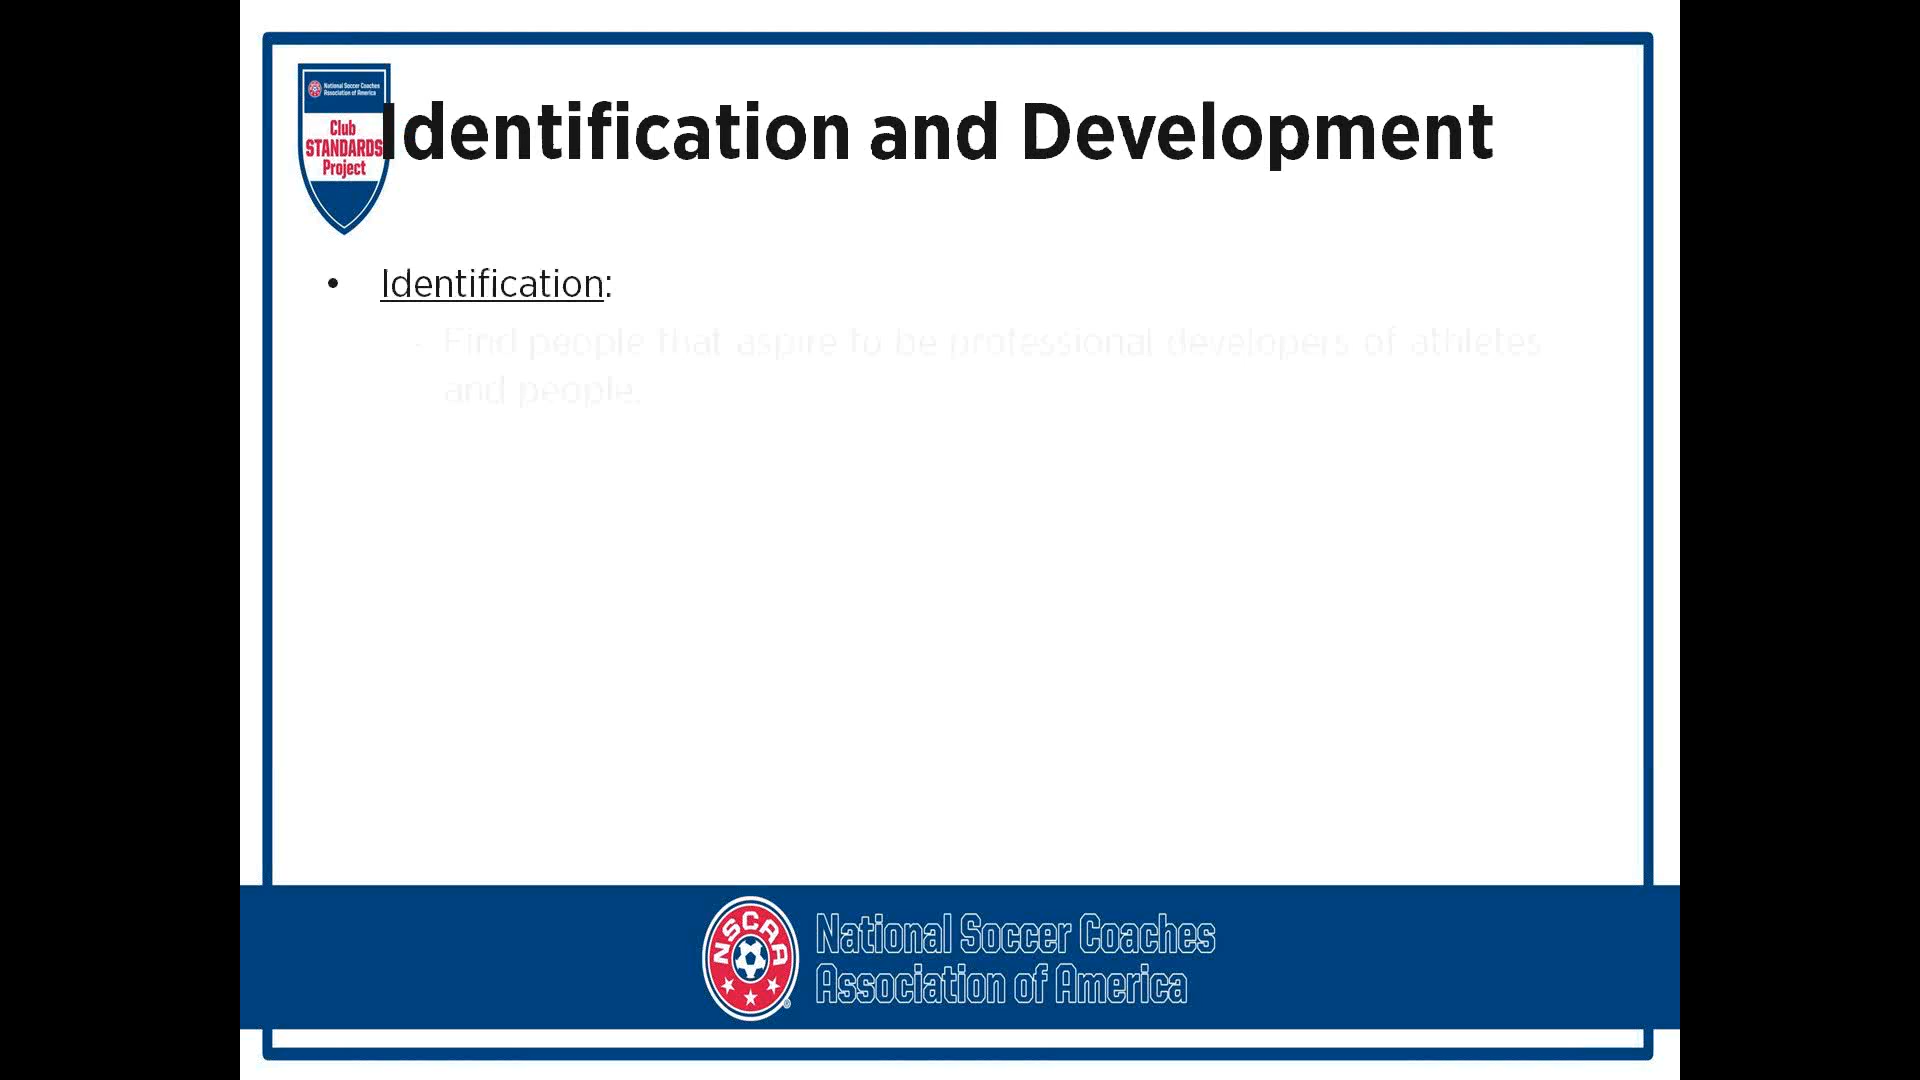 National Soccer Coaches
Association of America
Club
STANDARDS
Project
Identification and Development
• Identification:
- Find people that aspire to be professional developers of athletes
and people.
NSCAA
National Soccer Coaches
Association of America